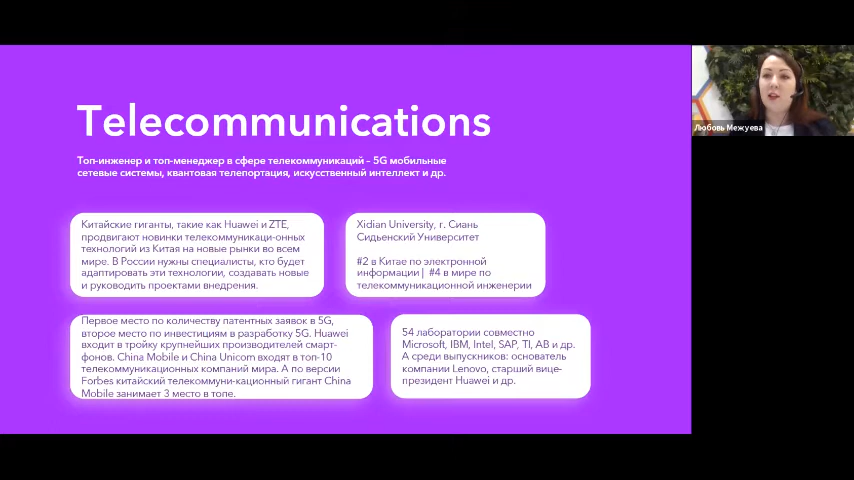 Telecommunications
Топ-инженер и топ-менеджер в сфере телекоммуникаций – 5G мобильные
сетевые системы, квантовая телепортация, искусственный интеллект и др.
Китайские гиганты, такие как Huawei и ZTE,
продвигают новинки телекоммуникаци-онных
технологий из Китая на новые рынки во всем
мире. В России нужны специалисты, кто будет
адаптировать эти технологии, создавать новые
и руководить проектами внедрения.
Xidian University, г. Сиань
Сидьенский Университет
#2 в Китае по электронной
информации | #4 в мире по
телекоммуникационной инженерии
Первое место по количеству патентных заявок в 5G,
второе место по инвестициям в разработку 5G. Huawei
входит в тройку крупнейших производителей смарт-
фонов. China Mobile и China Unicom входят в топ-10
телекоммуникационных компаний мира. А по версии
Forbes китайский телекоммуни-кационный гигант China
Mobile занимает 3 место в топе.
54 лаборатории совместно
Microsoft, IBM, Intel, SAP, TI, AB и др.
А среди выпускников: основатель
компании Lenovo, старший вице-
президент Huawei и др.
Любовь Межуева